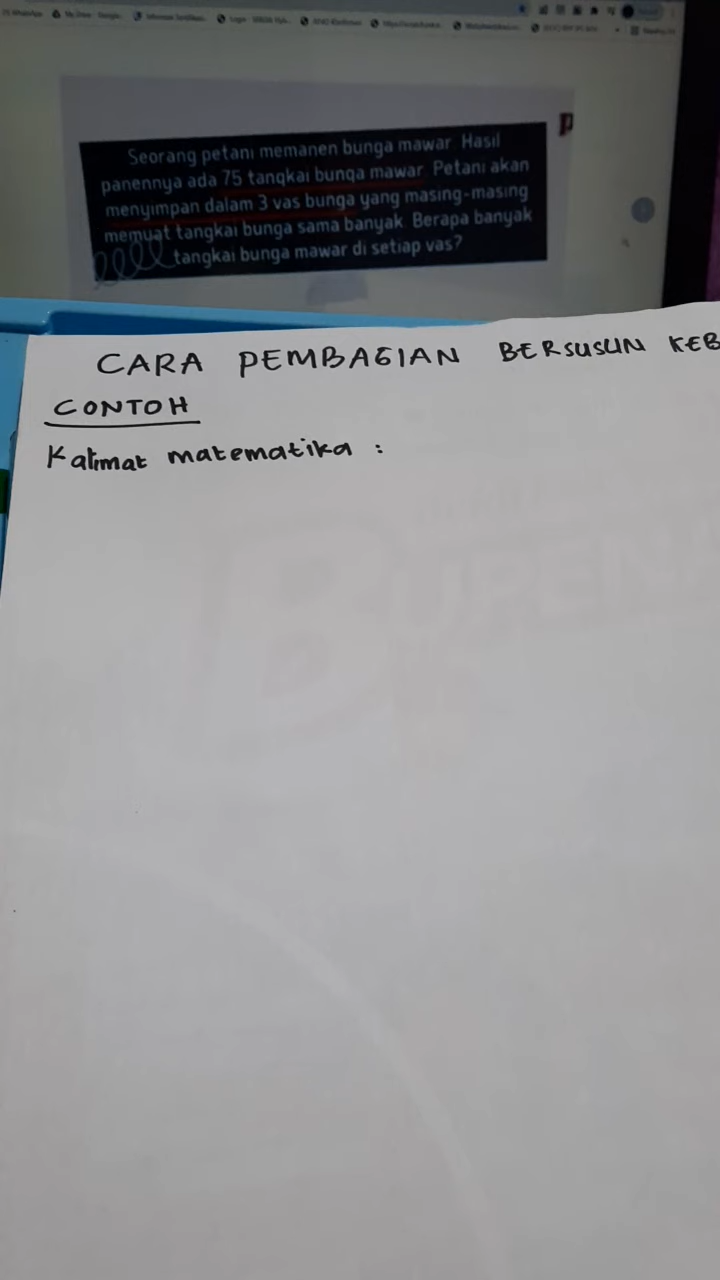 Seorang petani memanen bunga mawar. Hasil
panennya ada 75 tangkai bunga mawar. Petani akan
menyimpan dalam 3 vas bunga yang masing-masing
memuat tangkai bunga sama banyak. Berapa banyak
tangkai bunga mawar di setiap vas?
CARA PEMBAGIAN BERSUSUN KEB
CONTOH
Kalimat matematika :